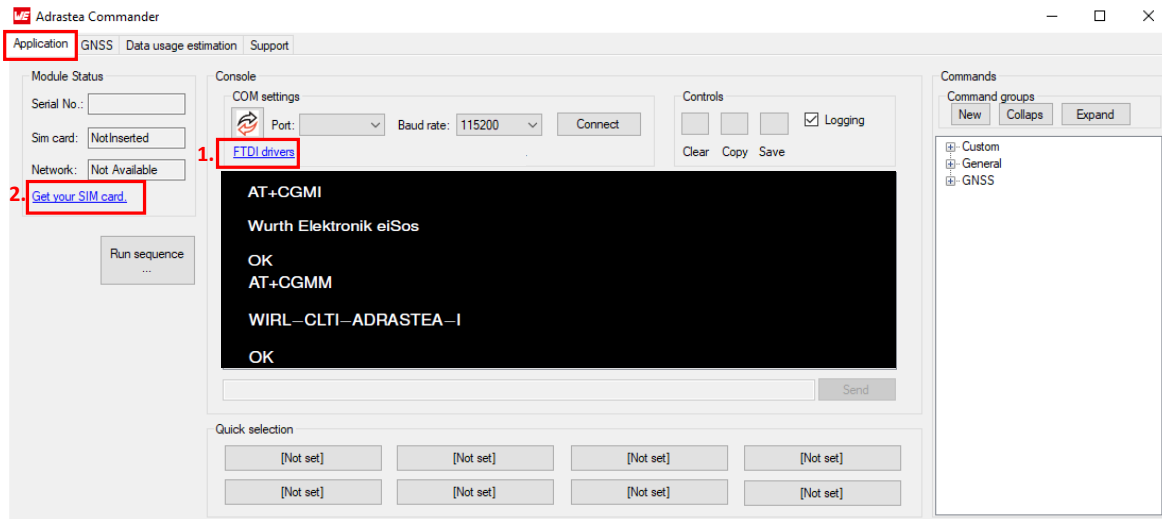 WE Adrastea Commander
Application GNSS Data usage estimation Support
Module Status
Serial No.:
Sim card: NotInserted
Network: Not Available
2. Get your SIM card.
Run sequence
...
Console
COM settings
Port: Baud rate: 115200 Connect
1. FTDI drivers
Controls
Logging
Clear Copy Save
AT+CGMI
Wurth Elektronik eiSos
OK
AT+CGMM
WIRL–CLTI–ADRASTEA–I
OK
Send
Quick selection
[Not set] [Not set] [Not set] [Not set]
[Not set] [Not set] [Not set] [Not set]
Commands
Command groups
New Collaps Expand
Custom
General
GNSS